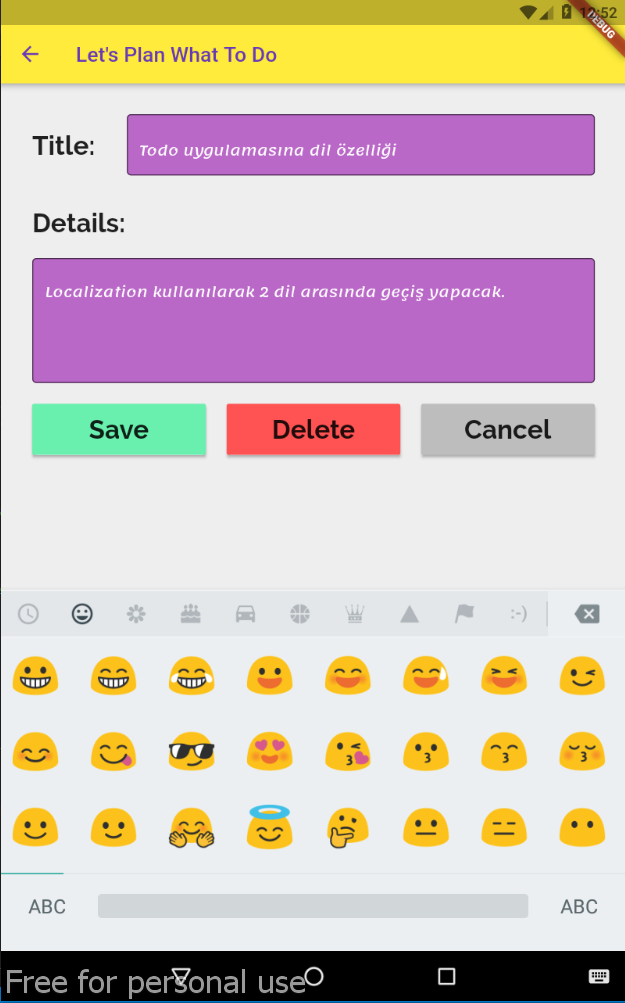 12:52
DEBUG
Let's Plan What To Do
Title:
Todo uygulamasına dil özelliği
Details:
Localization kullanılarak 2 dil arasında geçiş yapacak.
Save Delete Cancel
:-)
ABC ABC
Free for personal use